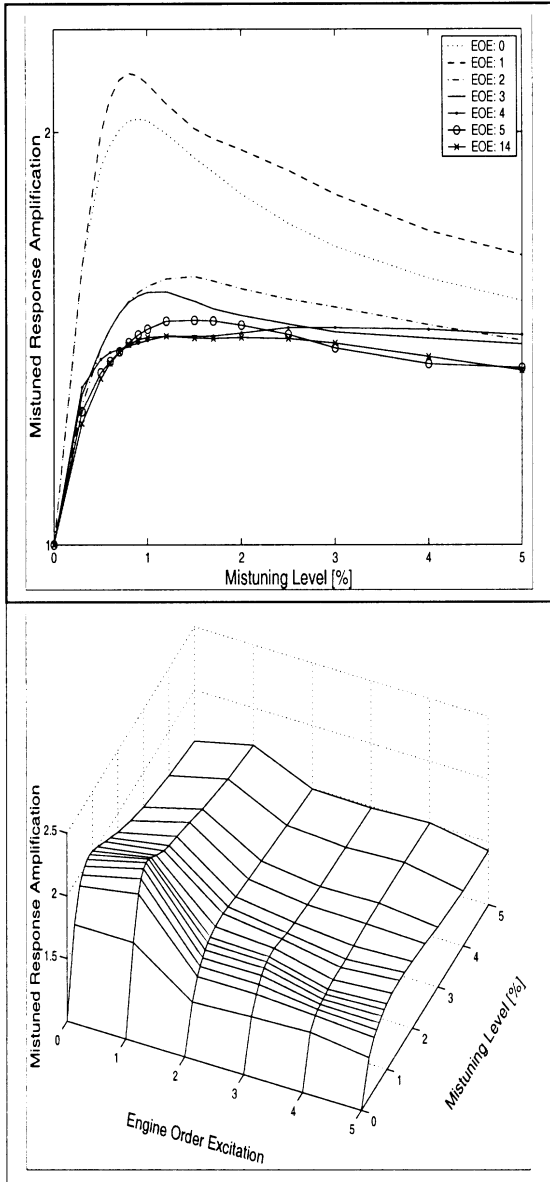 EOE: 0
EOE: 1
EOE: 2
EOE: 3
EOE: 4
EOE: 5
EOE: 14
Mistuned Response Amplification
2
1
0 1 2 3 4 5
Mistuning Level [%]
Mistuned Response Amplification
2.5
2
1.5
0 1 2 3 4 5
Engine Order Excitation
0 1 2 3 4 5
Mistuning Level [%]